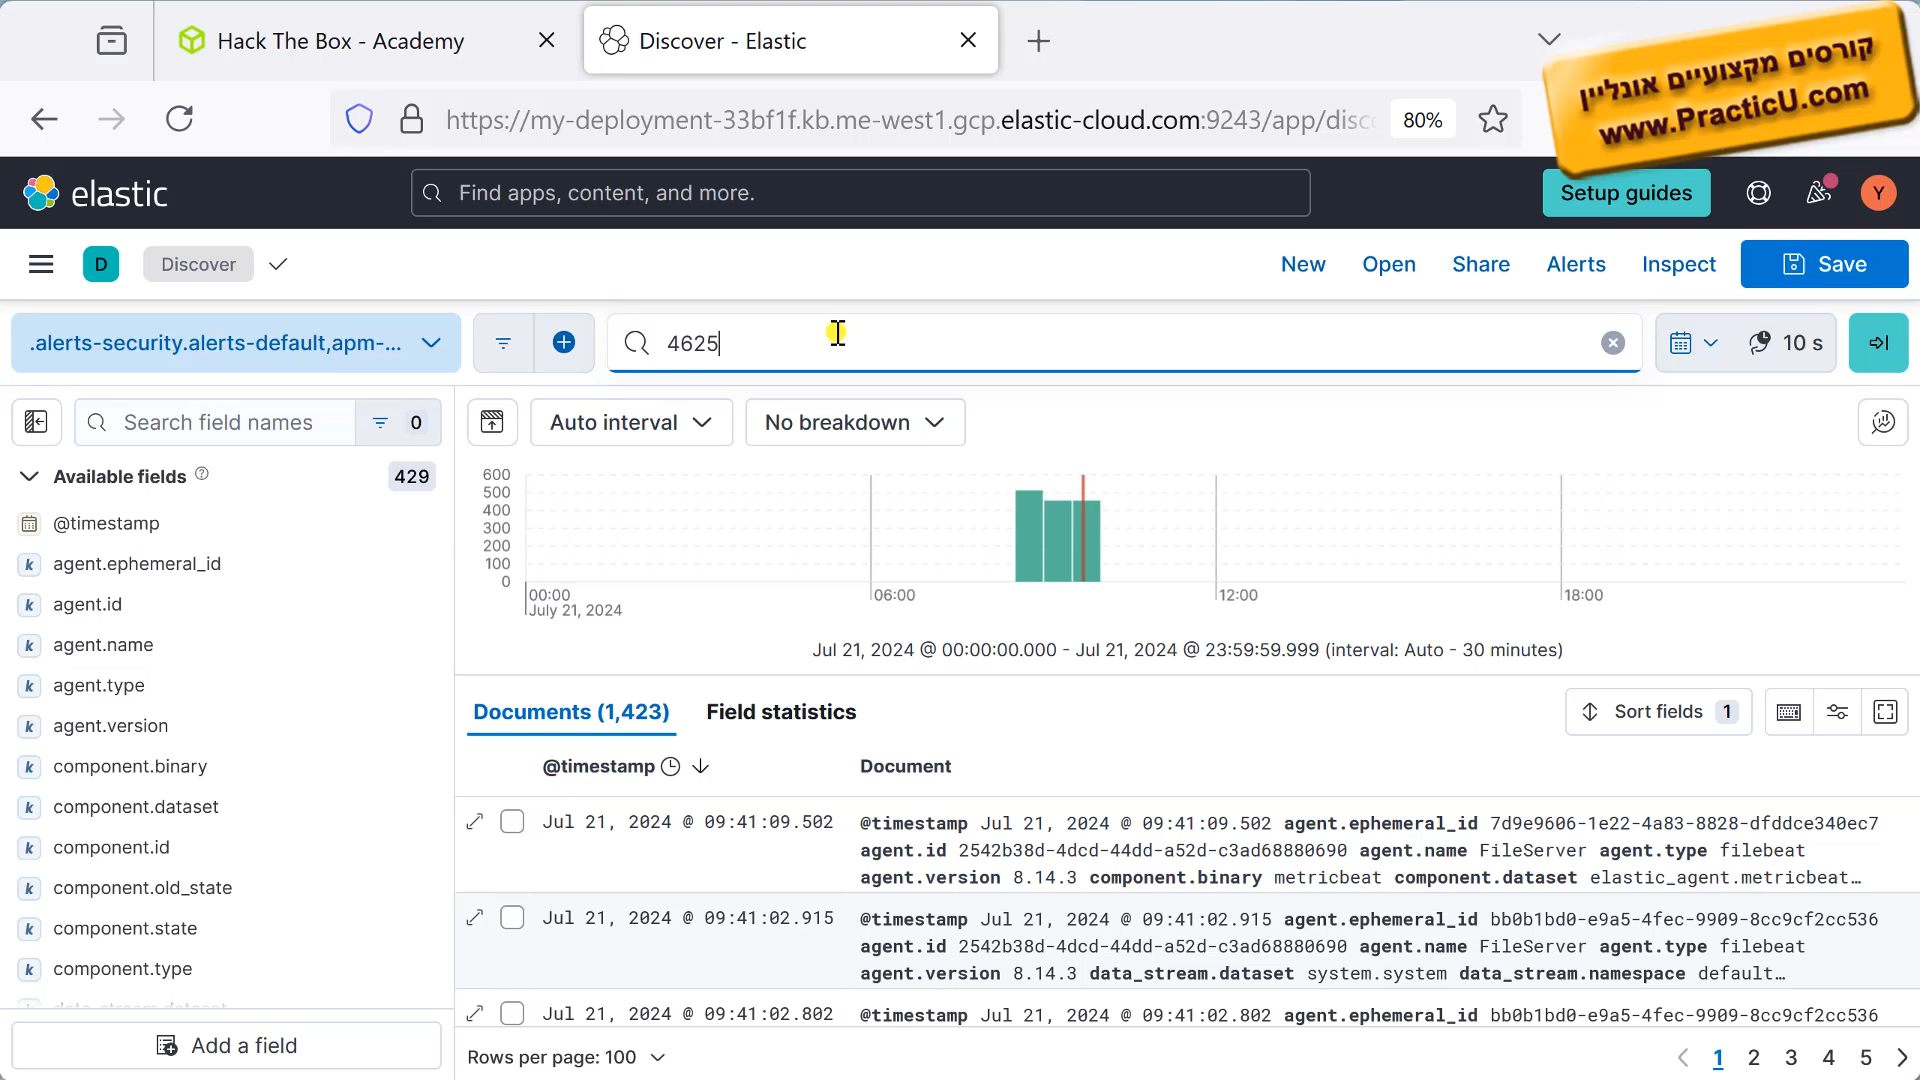 Hack The Box - Academy
Discover - Elastic
קורסים מקצועיים אונליין
www.PracticU.com
https://my-deployment-33bf1f.kb.me-west1.gcp.elastic-cloud.com:9243/app/disc
80%
elastic
Find apps, content, and more.
Setup guides
Y
D
Discover
New
Open
Share
Alerts
Inspect
Save
.alerts-security.alerts-default,apm-...
4625
10 s
Search field names
0
Auto interval
No breakdown
Available fields
429
@timestamp
k agent.ephemeral_id
k agent.id
k agent.name
k agent.type
k agent.version
k component.binary
k component.dataset
k component.id
k component.old_state
k component.state
k component.type
Add a field
600
500
400
300
200
100
0
00:00
July 21, 2024
06:00
12:00
18:00
Jul 21, 2024 @ 00:00:00.000 - Jul 21, 2024 @ 23:59:59.999 (interval: Auto - 30 minutes)
Documents (1,423)
Field statistics
Sort fields 1
@timestamp
Document
Jul 21, 2024 @ 09:41:09.502
@timestamp Jul 21, 2024 @ 09:41:09.502 agent.ephemeral_id 7d9e9606-1e22-4a83-8828-dfddce340ec7
agent.id 2542b38d-4dcd-44dd-a52d-c3ad68880690 agent.name FileServer agent.type filebeat
agent.version 8.14.3 component.binary metricbeat component.dataset elastic_agent.metricbeat…
Jul 21, 2024 @ 09:41:02.915
@timestamp Jul 21, 2024 @ 09:41:02.915 agent.ephemeral_id bb0b1bd0-e9a5-4fec-9909-8cc9cf2cc536
agent.id 2542b38d-4dcd-44dd-a52d-c3ad68880690 agent.name FileServer agent.type filebeat
agent.version 8.14.3 data_stream.dataset system.system data_stream.namespace default…
Jul 21, 2024 @ 09:41:02.802
@timestamp Jul 21, 2024 @ 09:41:02.802 agent.ephemeral_id bb0b1bd0-e9a5-4fec-9909-8cc9cf2cc536
Rows per page: 100
1 2 3 4 5